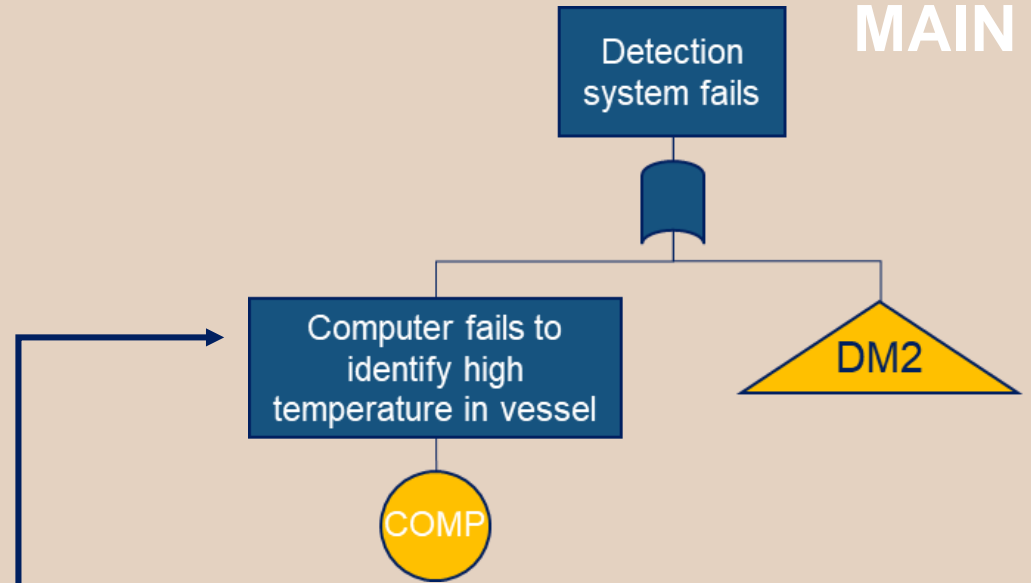 MAIN
Detection
system fails
Computer fails to
identify high
temperature in vessel
DM2
COMP